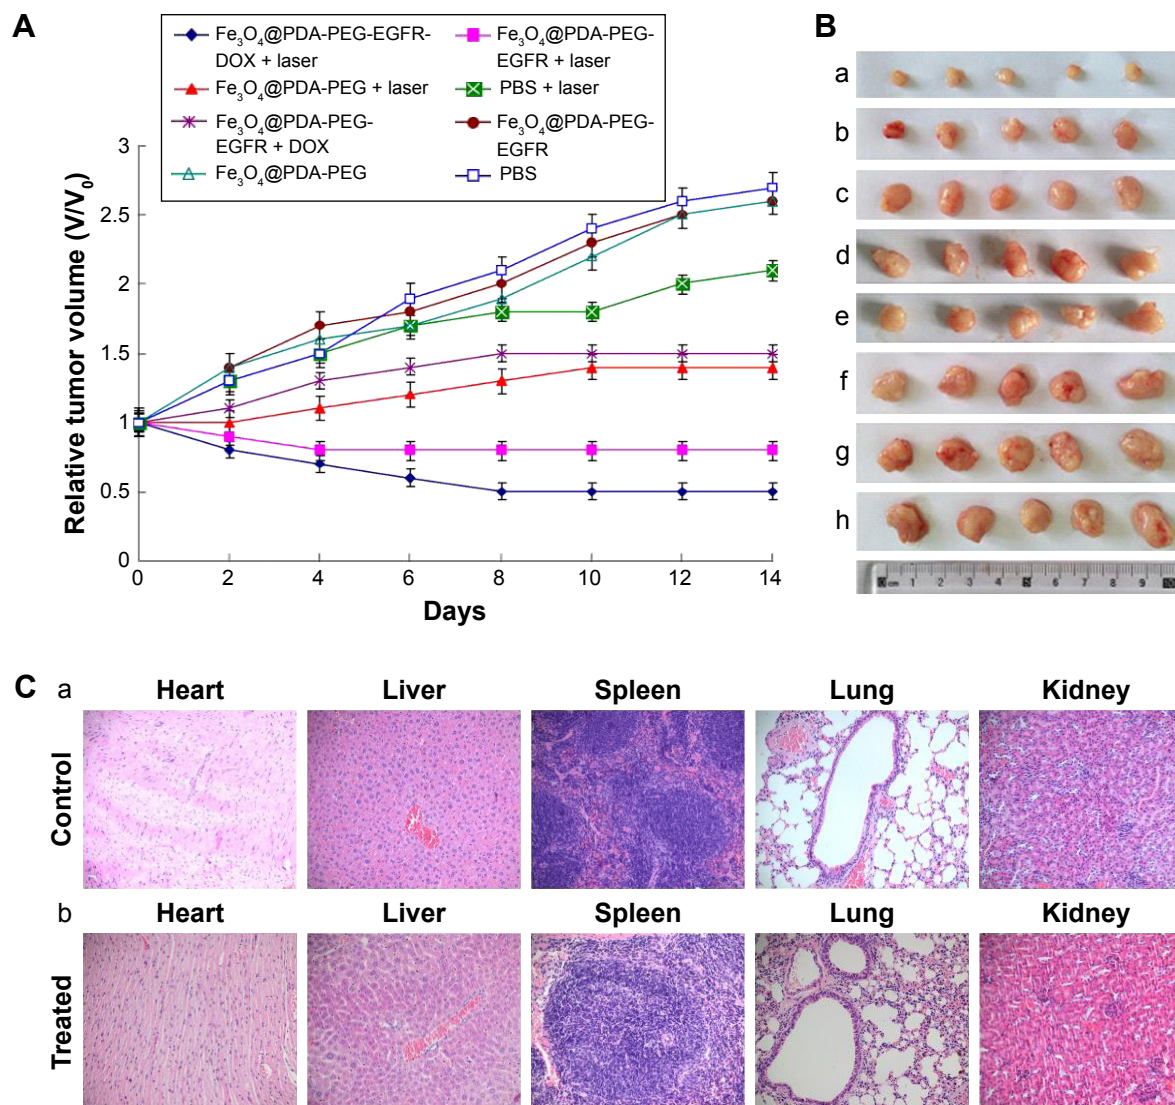 A
Fe3O4@PDA-PEG-EGFR-
DOX + laser
Fe3O4@PDA-PEG-
EGFR + laser
Fe3O4@PDA-PEG + laser
PBS + laser
Fe3O4@PDA-PEG-
EGFR + DOX
Fe3O4@PDA-PEG-
EGFR
Fe3O4@PDA-PEG
PBS
Relative tumor volume (V/V0)
3
2.5
2
1.5
1
0.5
0
0 2 4 6 8 10 12 14
Days
B
a
b
c
d
e
f
g
h
0 cm 1 2 3 4 5 6 7 8 9
C
a
Heart Liver Spleen Lung Kidney
Control
b
Heart Liver Spleen Lung Kidney
Treated